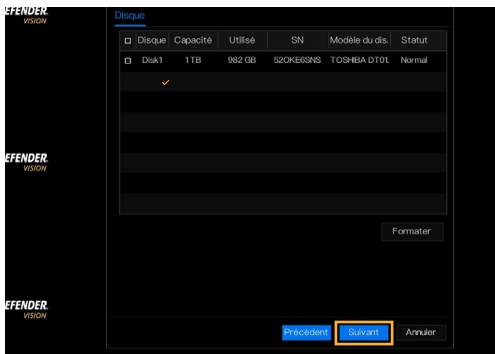 EFENDER.
VISION
Disque
Disque Capacité Utilisé SN Modèle du dis. Statut
Disk1 1TB 982 GB 52OKE6SNS TOSHIBA DT01. Normal
EFENDER.
VISION
Formater
EFENDER.
VISION
Précédent Suivant Annuler